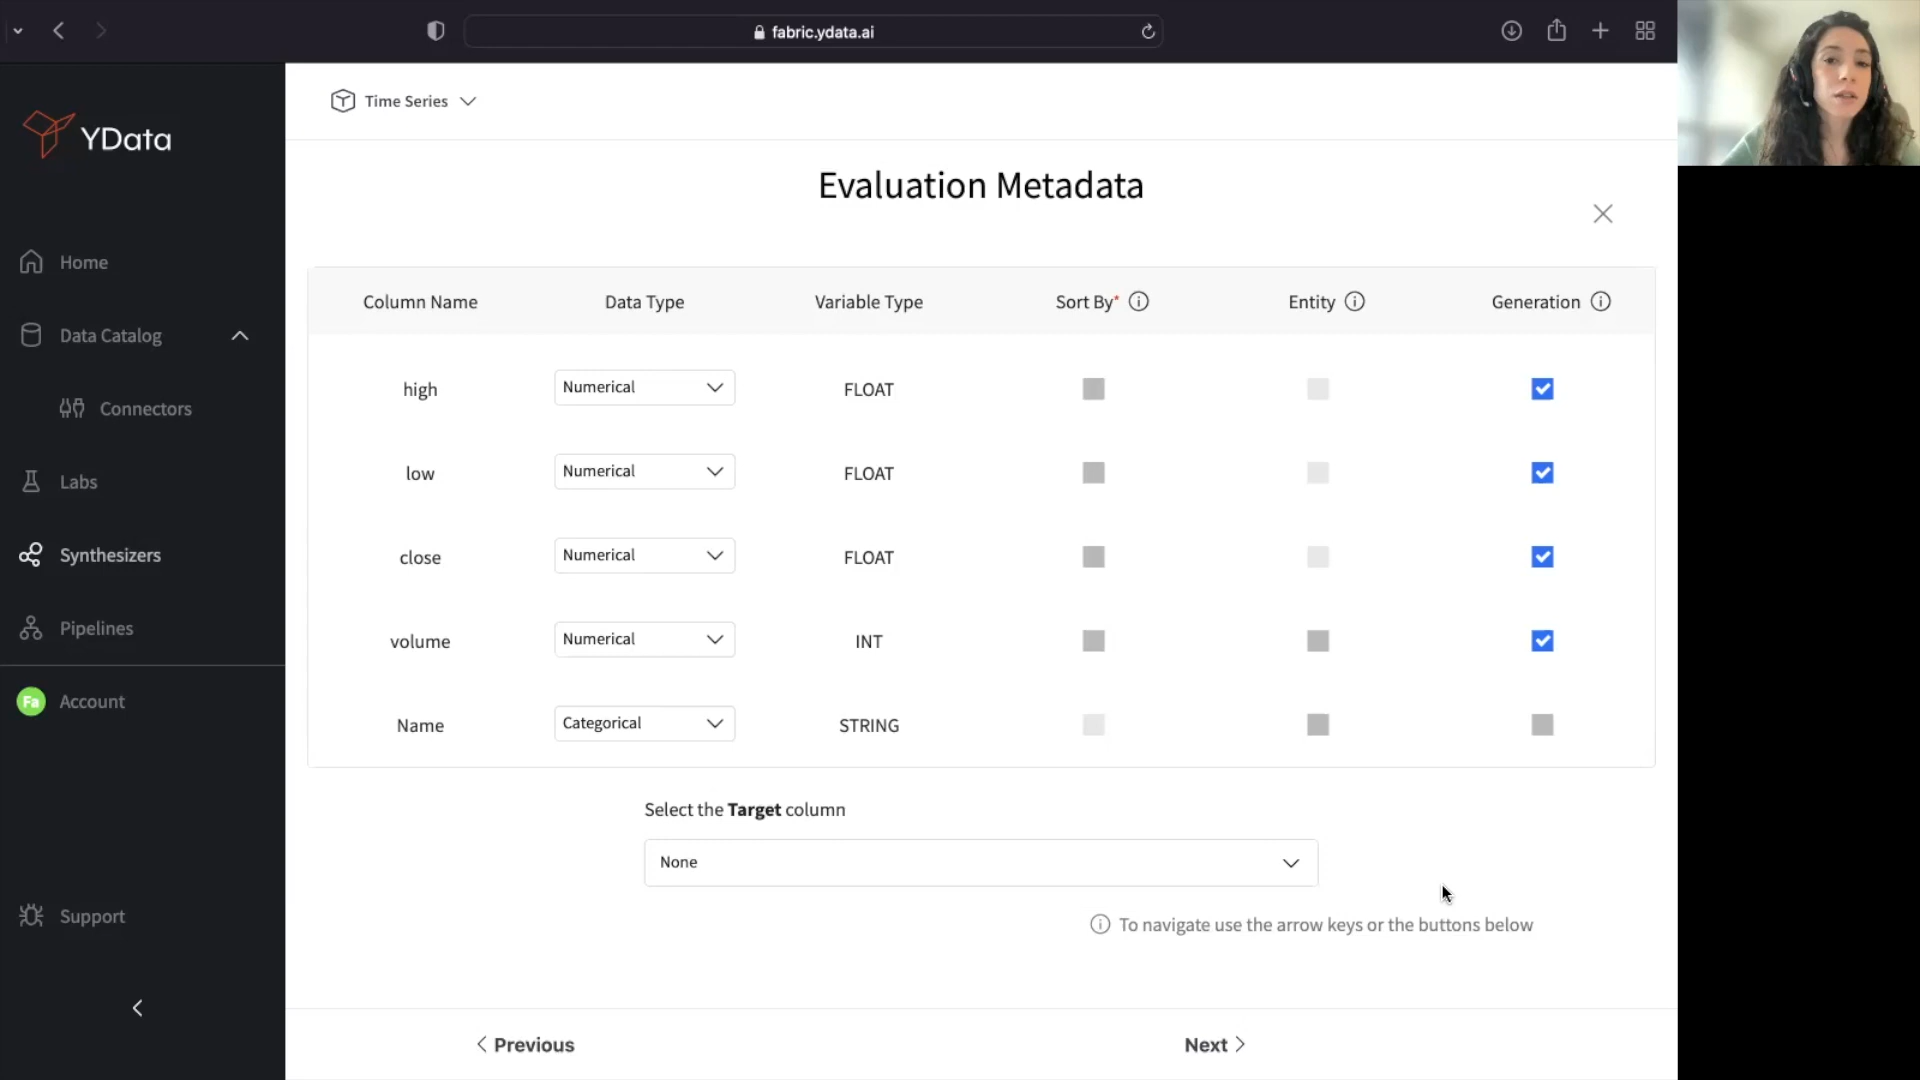 fabric.ydata.ai
YData
Home
Data Catalog
Connectors
Labs
Synthesizers
Pipelines
Fa Account
Support
Time Series
Evaluation Metadata
Column Name Data Type Variable Type Sort By* Entity Generation
high Numerical FLOAT
low Numerical FLOAT
close Numerical FLOAT
volume Numerical INT
Name Categorical STRING
Select the Target column
None
To navigate use the arrow keys or the buttons below
Previous Next